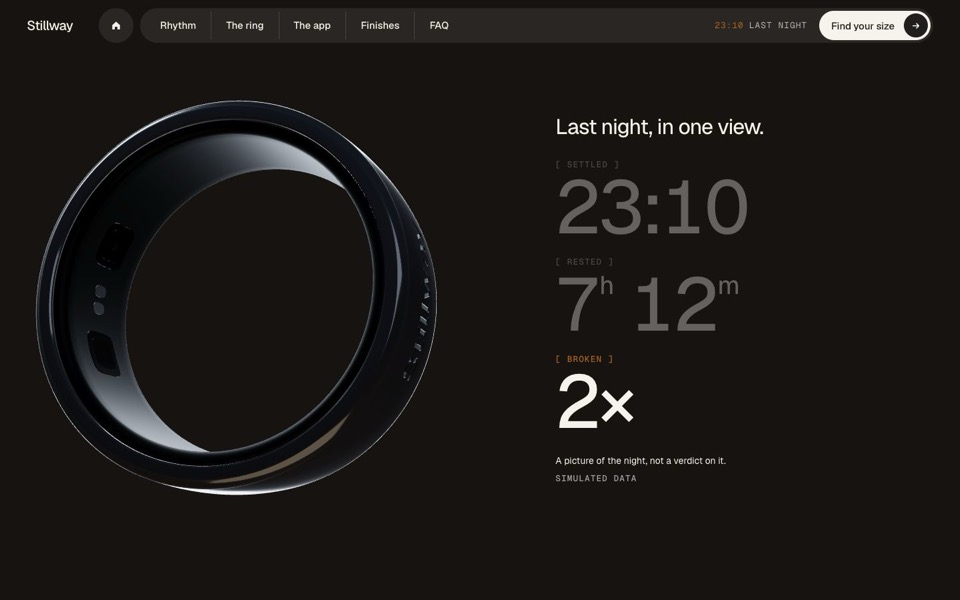 Stillway
Rhythm
The ring
The app
Finishes
FAQ
23:10 LAST NIGHT
Find your size
Last night, in one view.
[ SETTLED ]
23:10
[ RESTED ]
7h 12m
[ BROKEN ]
2×
A picture of the night, not a verdict on it.
SIMULATED DATA